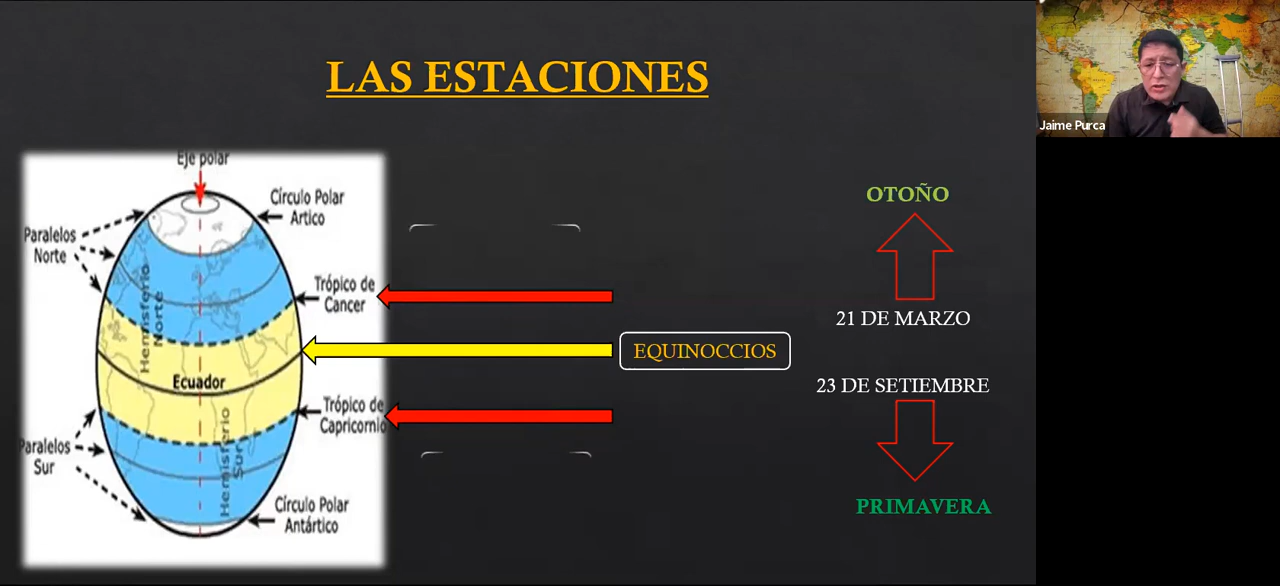 LAS ESTACIONES
Eje polar
Círculo Polar
Artico
Paralelos
Norte
Hemisferio
Norte
Trópico de
Cancer
Ecuador
Trópico de
Capricornio
Paralelos
Sur
Hemisferio
Sur
Círculo Polar
Antártico
EQUINOCCIOS
OTOÑO
21 DE MARZO
23 DE SETIEMBRE
PRIMAVERA
Jaime Purca